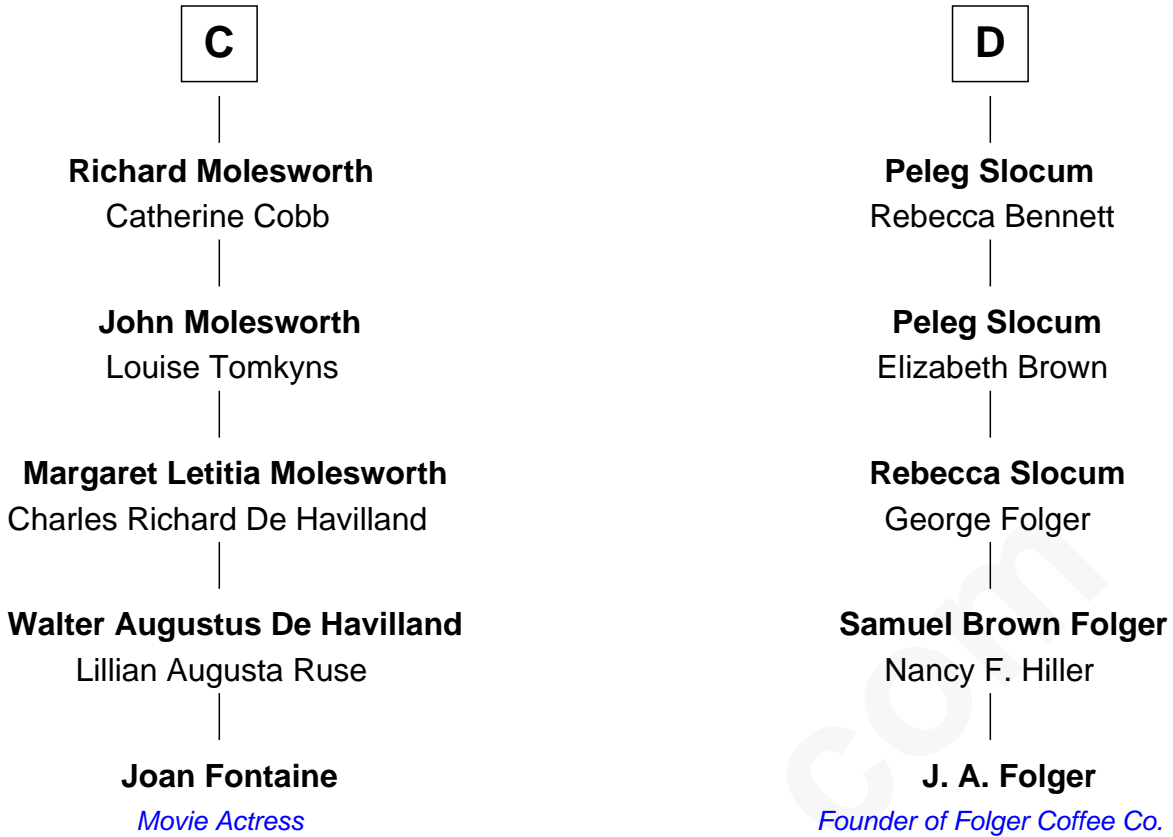 C
Richard Molesworth
Catherine Cobb
John Molesworth
Louise Tomkyns
Margaret Letitia Molesworth
Charles Richard De Havilland
Walter Augustus De Havilland
Lillian Augusta Ruse
Joan Fontaine
Movie Actress
D
Peleg Slocum
Rebecca Bennett
Peleg Slocum
Elizabeth Brown
Rebecca Slocum
George Folger
Samuel Brown Folger
Nancy F. Hiller
J. A. Folger
Founder of Folger Coffee Co.
com